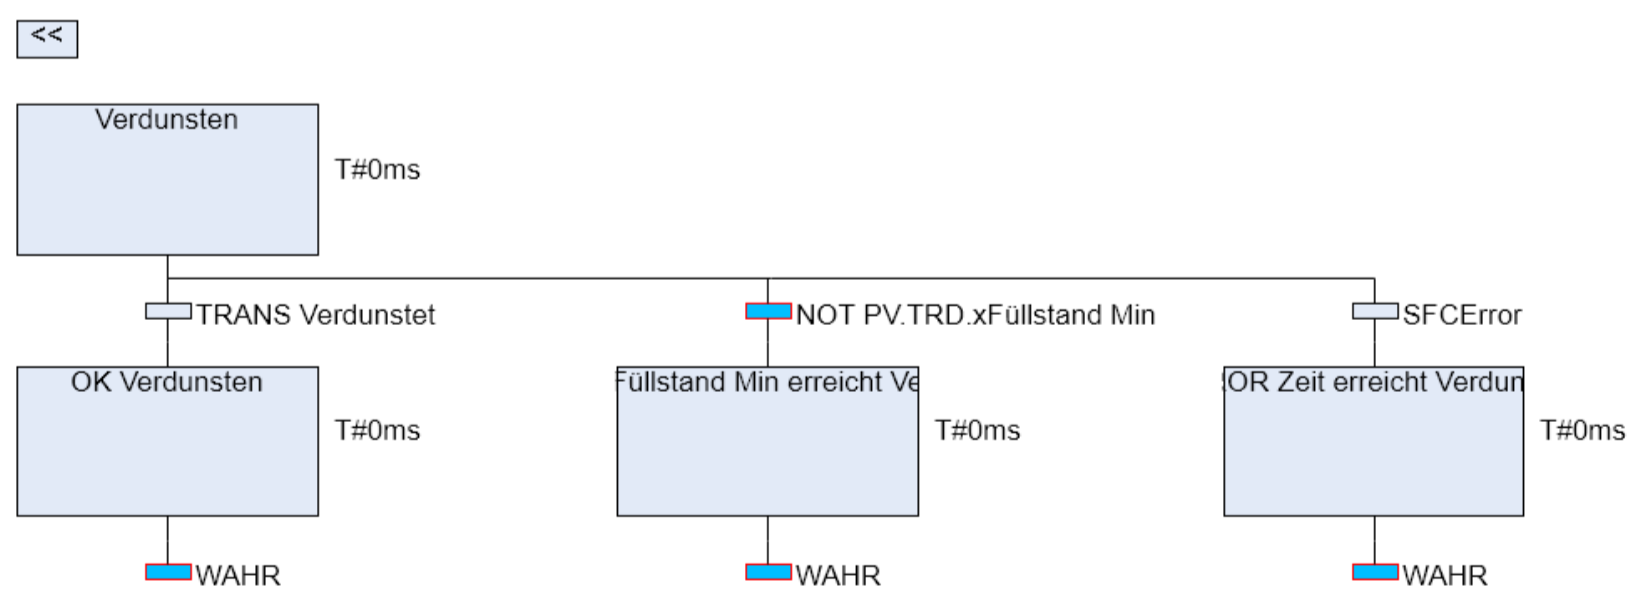 <<
Verdunsten
T#0ms
TRANS Verdunstet
NOT PV.TRD.xFüllstand Min
SFCError
OK Verdunsten
T#0ms
Füllstand Min erreicht Ve
T#0ms
OR Zeit erreicht Verdun
T#0ms
WAHR
WAHR
WAHR